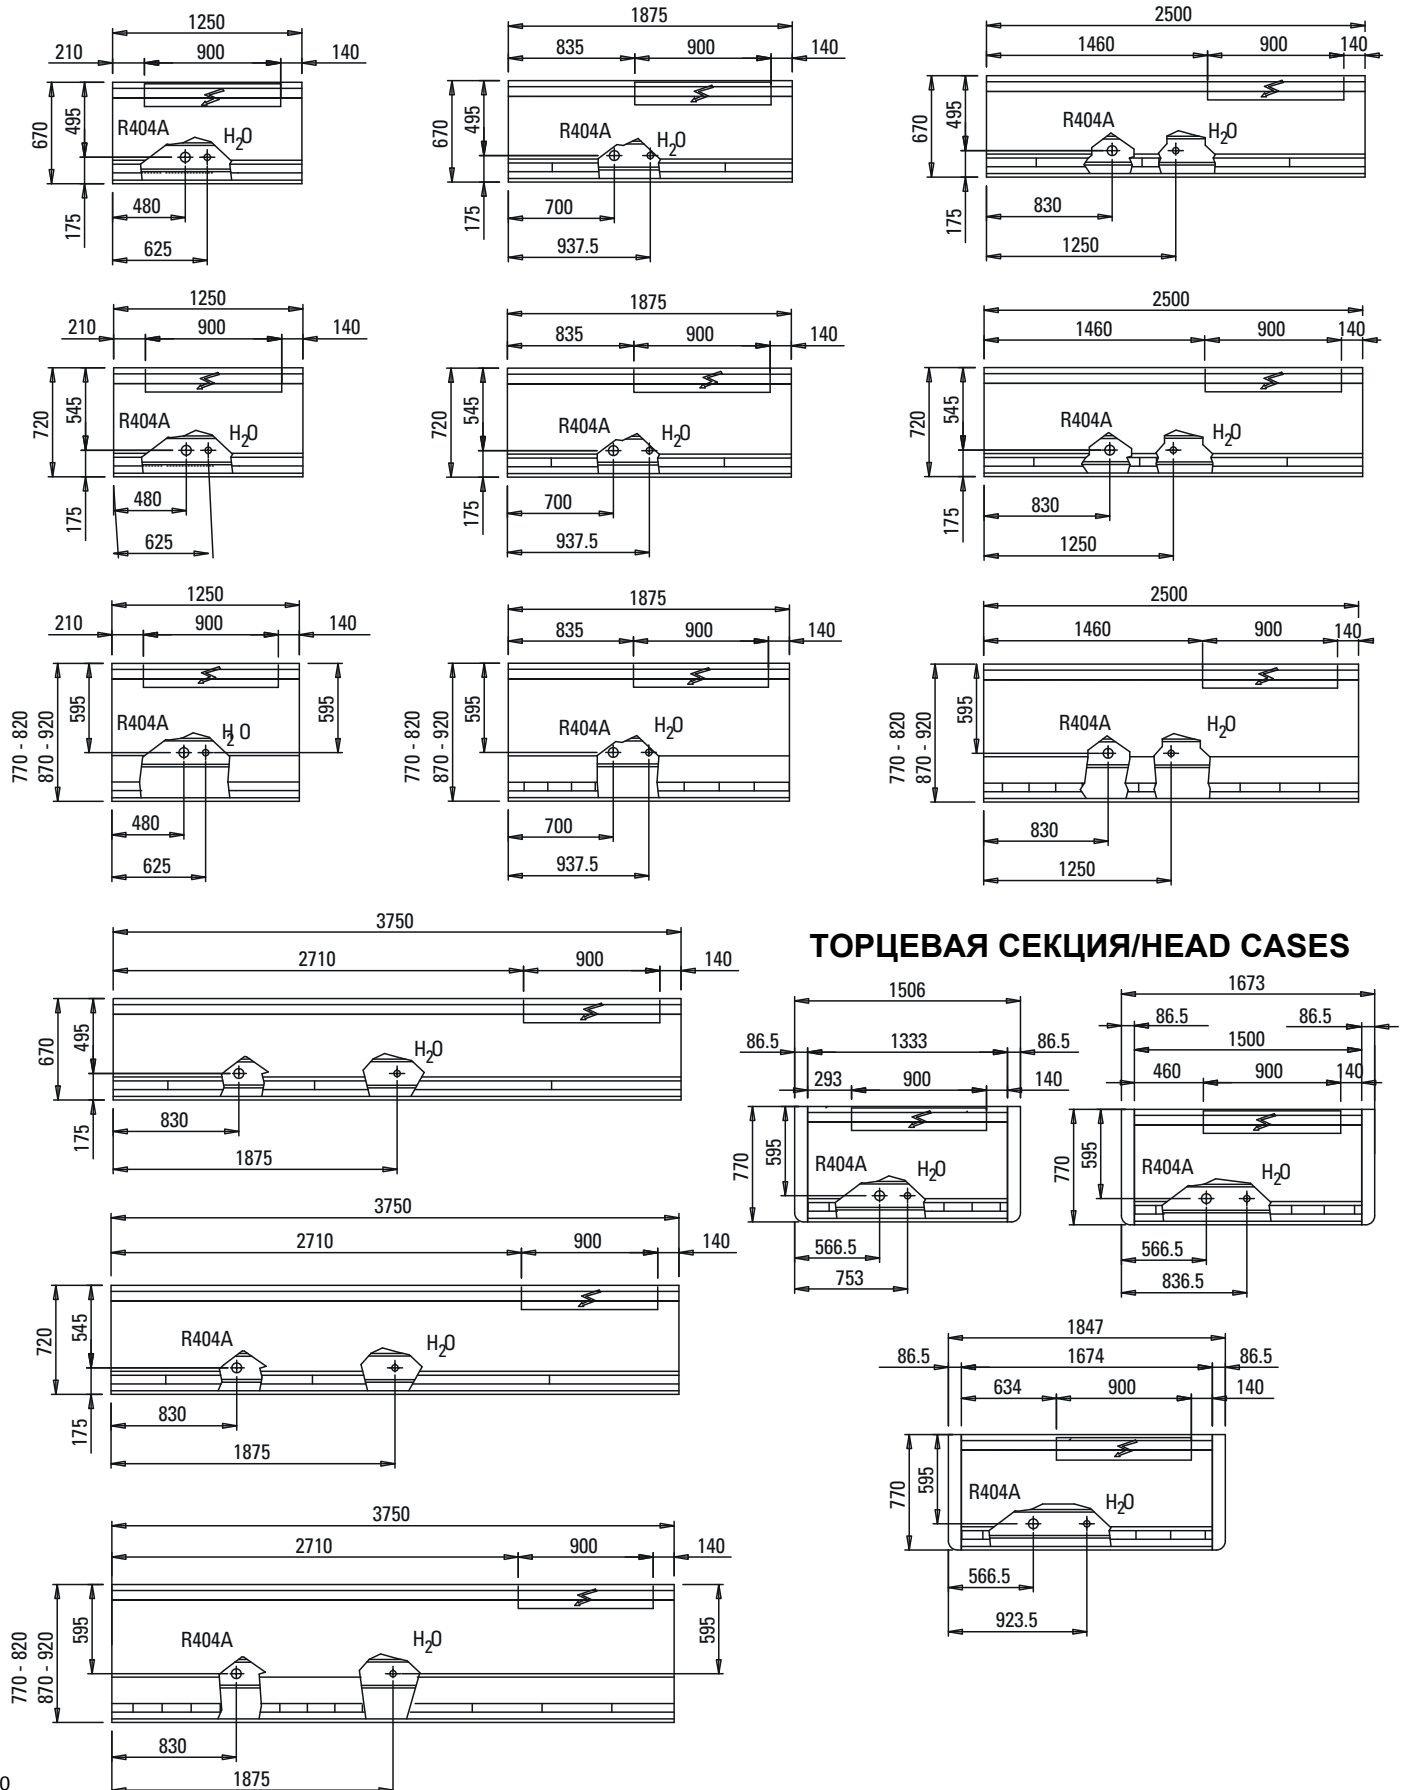 1250
210 900 140
670
495
R404A
H₂O
175
480
625
1875
835 900 140
670
495
R404A
H₂O
175
700
937.5
2500
1460 900 140
670
495
R404A
H₂O
175
830
1250
1250
210 900 140
720
545
R404A
H₂O
175
480
625
1875
835 900 140
720
545
R404A
H₂O
175
700
937.5
2500
1460 900 140
720
545
R404A
H₂O
175
830
1250
1250
210 900 140
770 - 820
870 - 920
595
595
R404A
H₂O
480
625
1875
835 900 140
770 - 820
870 - 920
595
R404A
H₂O
700
937.5
2500
1460 900 140
770 - 820
870 - 920
595
R404A
H₂O
830
1250
3750
2710 900 140
670
495
H₂O
175
830
1875
3750
2710 900 140
720
545
R404A
H₂O
175
830
1875
3750
2710 900 140
770 - 820
870 - 920
595
595
R404A
H₂O
830
1875
ТОРЦЕВАЯ СЕКЦИЯ/HEAD CASES
1506
86.5 1333 86.5
293 900 140
770
595
R404A
H₂O
566.5
753
1673
86.5 86.5
1500
460 900 140
770
595
R404A
H₂O
566.5
836.5
1847
86.5 1674 86.5
634 900 140
770
595
R404A
H₂O
566.5
923.5
0